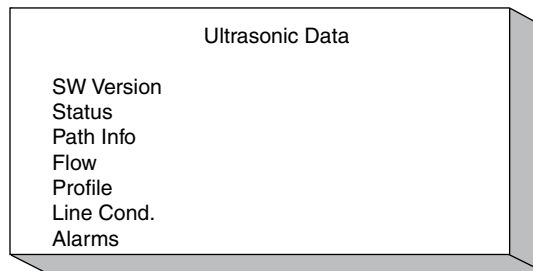 Ultrasonic Data
SW Version
Status
Path Info
Flow
Profile
Line Cond.
Alarms